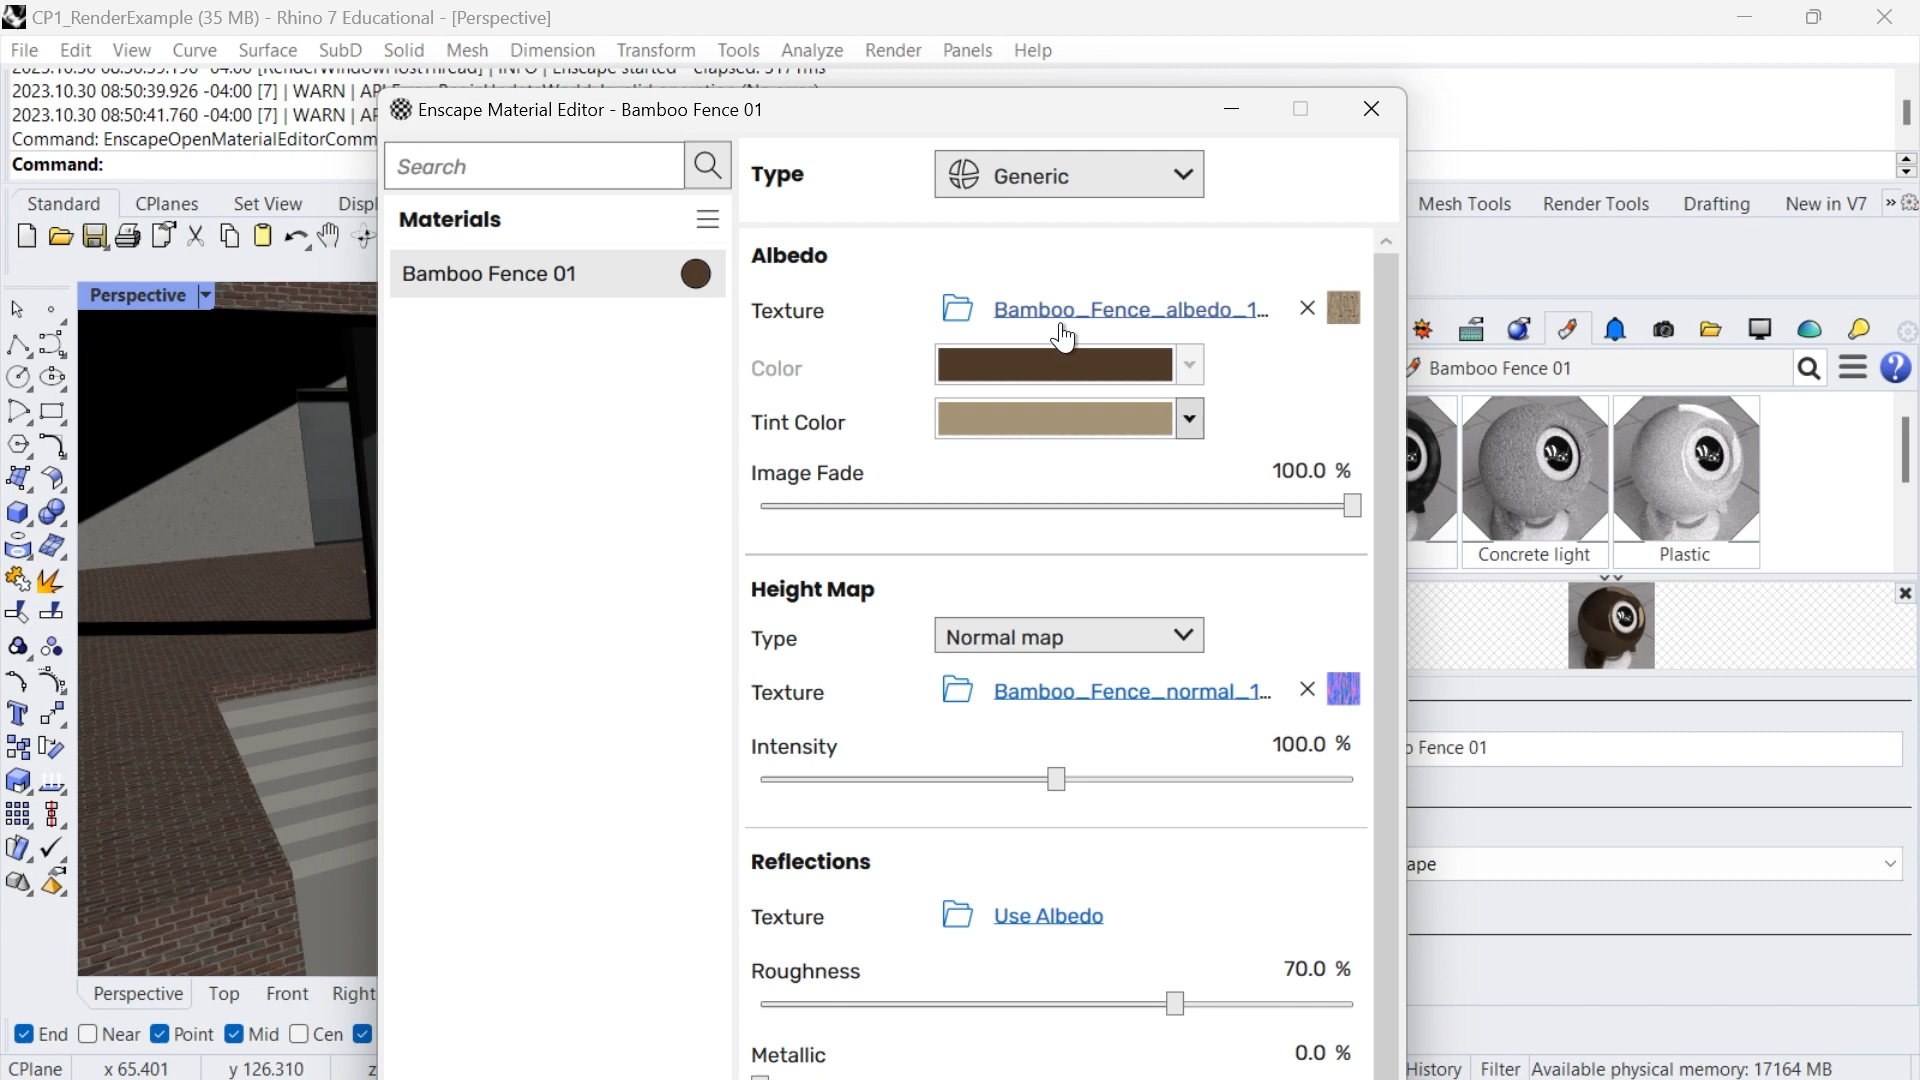 CP1_RenderExample (35 MB) - Rhino 7 Educational - [Perspective]
File Edit View Curve Surface SubD Solid Mesh Dimension Transform Tools Analyze Render Panels Help
2023.10.30 08:50:39.926 -04:00 [7] | WARN | AP
2023.10.30 08:50:41.760 -04:00 [7] | WARN | AP
Command: EnscapeOpenMaterialEditorComm
Command:
Standard CPlanes Set View Displ
Mesh Tools Render Tools Drafting New in V7 »
Perspective
Enscape Material Editor - Bamboo Fence 01
Search
Materials
Bamboo Fence 01
Type Generic
Albedo
Texture Bamboo_Fence_albedo_1...
Color
Tint Color
Image Fade 100.0 %
Height Map
Type Normal map
Texture Bamboo_Fence_normal_1...
Intensity 100.0 %
Reflections
Texture Use Albedo
Roughness 70.0 %
Metallic 0.0 %
Bamboo Fence 01
Concrete light Plastic
Fence 01
ape
Perspective Top Front Right
End Near Point Mid Cen
CPlane x 65.401 y 126.310 z
History Filter Available physical memory: 17164 MB